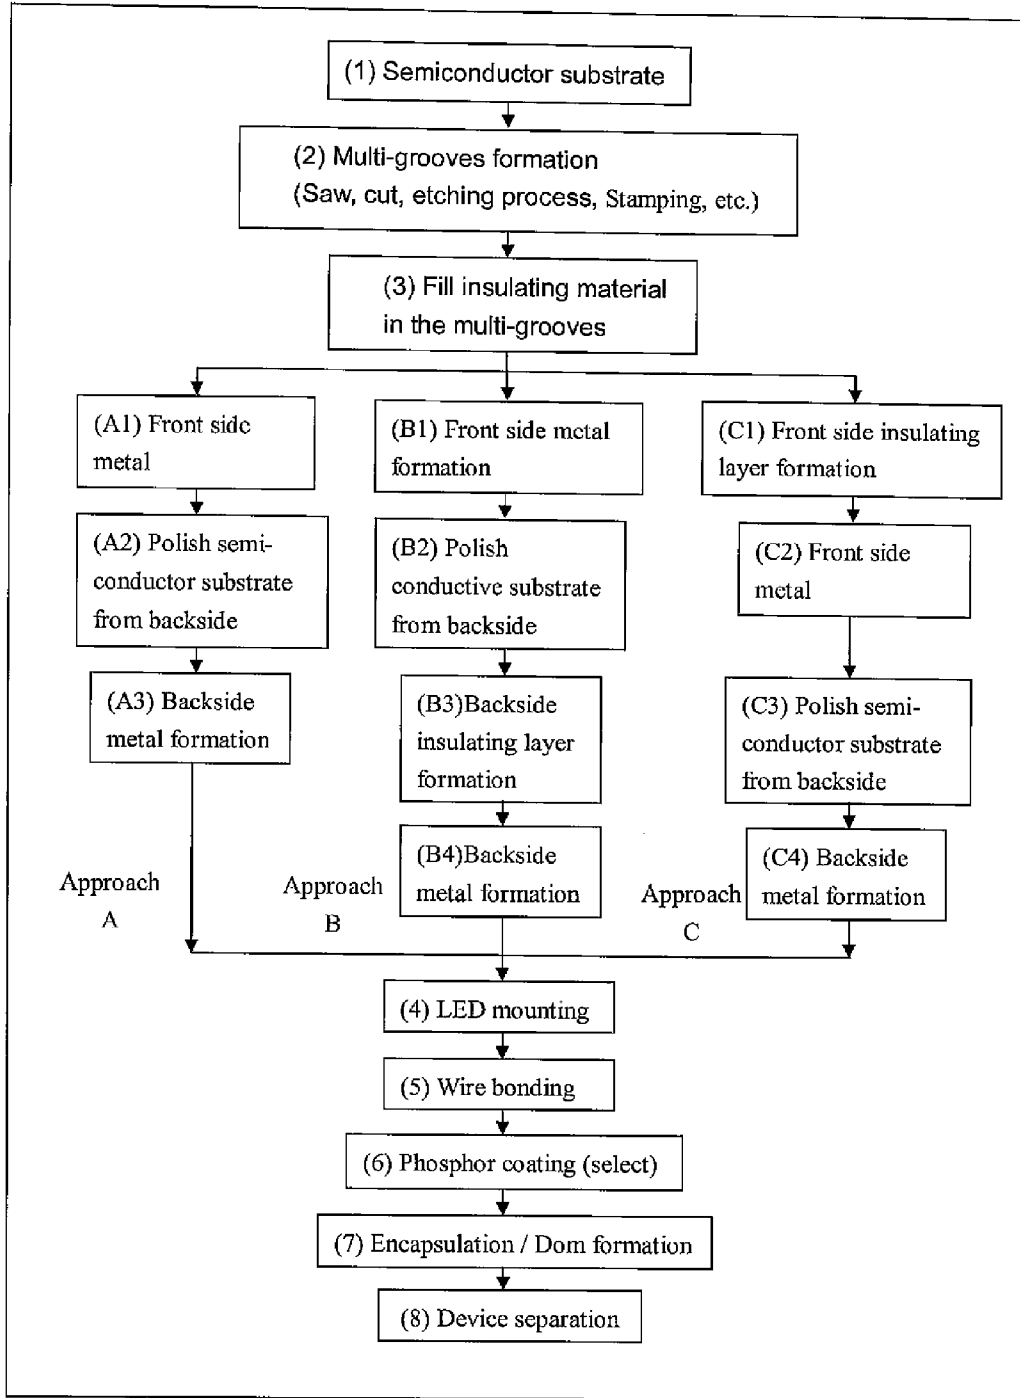 (1) Semiconductor substrate
(2) Multi-grooves formation
(Saw, cut, etching process, Stamping, etc.)
(3) Fill insulating material
in the multi-grooves
(A1) Front side
metal
(A2) Polish semi-
conductor substrate
from backside
(A3) Backside
metal formation
Approach
A
(B1) Front side metal
formation
(B2) Polish
conductive substrate
from backside
(B3)Backside
insulating layer
formation
(B4)Backside
metal formation
Approach
B
(C1) Front side insulating
layer formation
(C2) Front side
metal
(C3) Polish semi-
conductor substrate
from backside
(C4) Backside
metal formation
Approach
C
(4) LED mounting
(5) Wire bonding
(6) Phosphor coating (select)
(7) Encapsulation / Dom formation
(8) Device separation